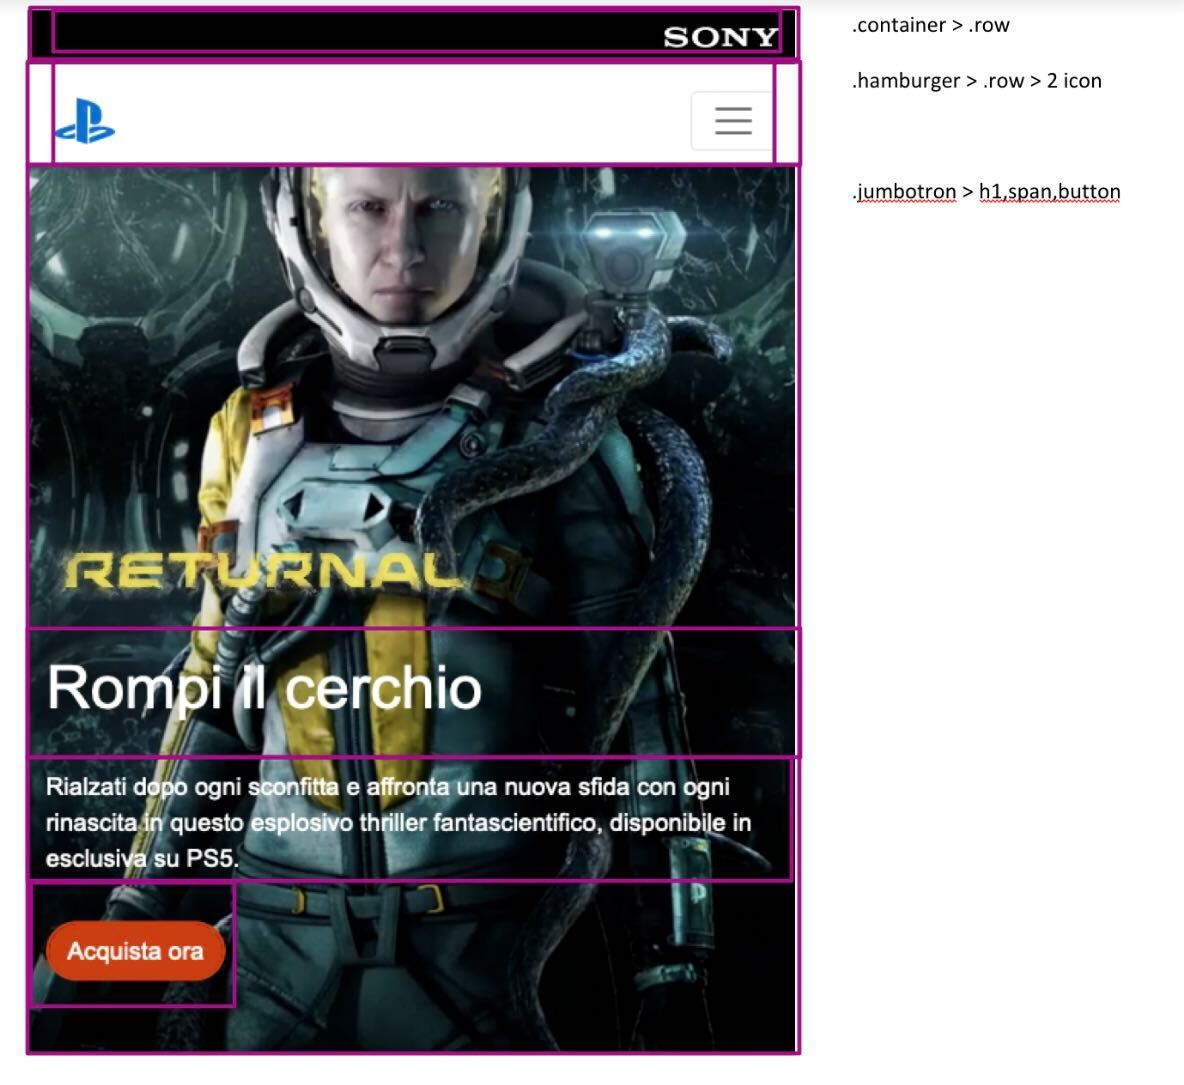 SONY
.container > .row
.hamburger > .row > 2 icon
.jumbotron > h1,span,button
RETURNAL
Rompi il cerchio
Rialzati dopo ogni sconfitta e affronta una nuova sfida con ogni
rinascita in questo esplosivo thriller fantascientifico, disponibile in
esclusiva su PS5.
Acquista ora